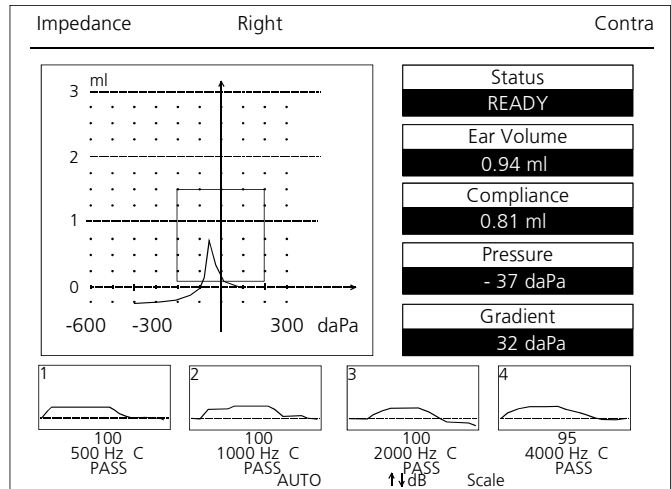 Impedance Right Contra
ml
3
2
1
0
-600 -300 300 daPa
Status
READY
Ear Volume
0.94 ml
Compliance
0.81 ml
Pressure
- 37 daPa
Gradient
32 daPa
1
100
500 Hz C
PASS
2
100
1000 Hz C
PASS
3
100
2000 Hz C
PASS
4
95
4000 Hz C
PASS
AUTO ↑↓dB Scale